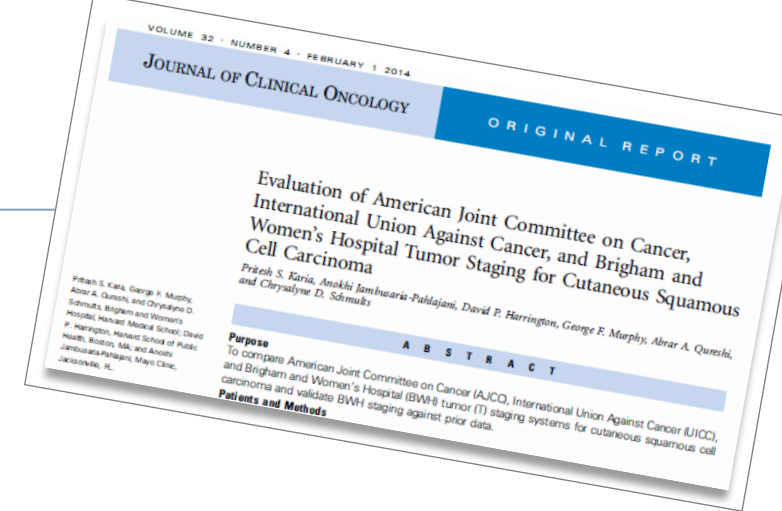 VOLUME 32 · NUMBER 4 · FEBRUARY 1 2014
JOURNAL OF CLINICAL ONCOLOGY
ORIGINAL REPORT
Evaluation of American Joint Committee on Cancer,
International Union Against Cancer, and Brigham and
Women's Hospital Tumor Staging for Cutaneous Squamous
Cell Carcinoma
Pritesh S. Karia, Anokhi Jambusaria-Pahlajani, David P. Harrington, George F. Murphy, Abrar A. Qureshi,
and Chrysalyne D. Schmults
Pritesh S. Karia, George F. Murphy,
Abrar A. Qureshi, and Chrysalyne D.
Schmults, Brigham and Women's
Hospital, Harvard Medical School; David
P. Harrington, Harvard School of Public
Health, Boston, MA; and Anokhi
Jambusaria-Pahlajani, Mayo Clinic,
Jacksonville, FL.
ABSTRACT
Purpose
To compare American Joint Committee on Cancer (AJCC), International Union Against Cancer (UICC),
and Brigham and Women's Hospital (BWH) tumor (T) staging systems for cutaneous squamous cell
carcinoma and validate BWH staging against prior data.
Patients and Methods